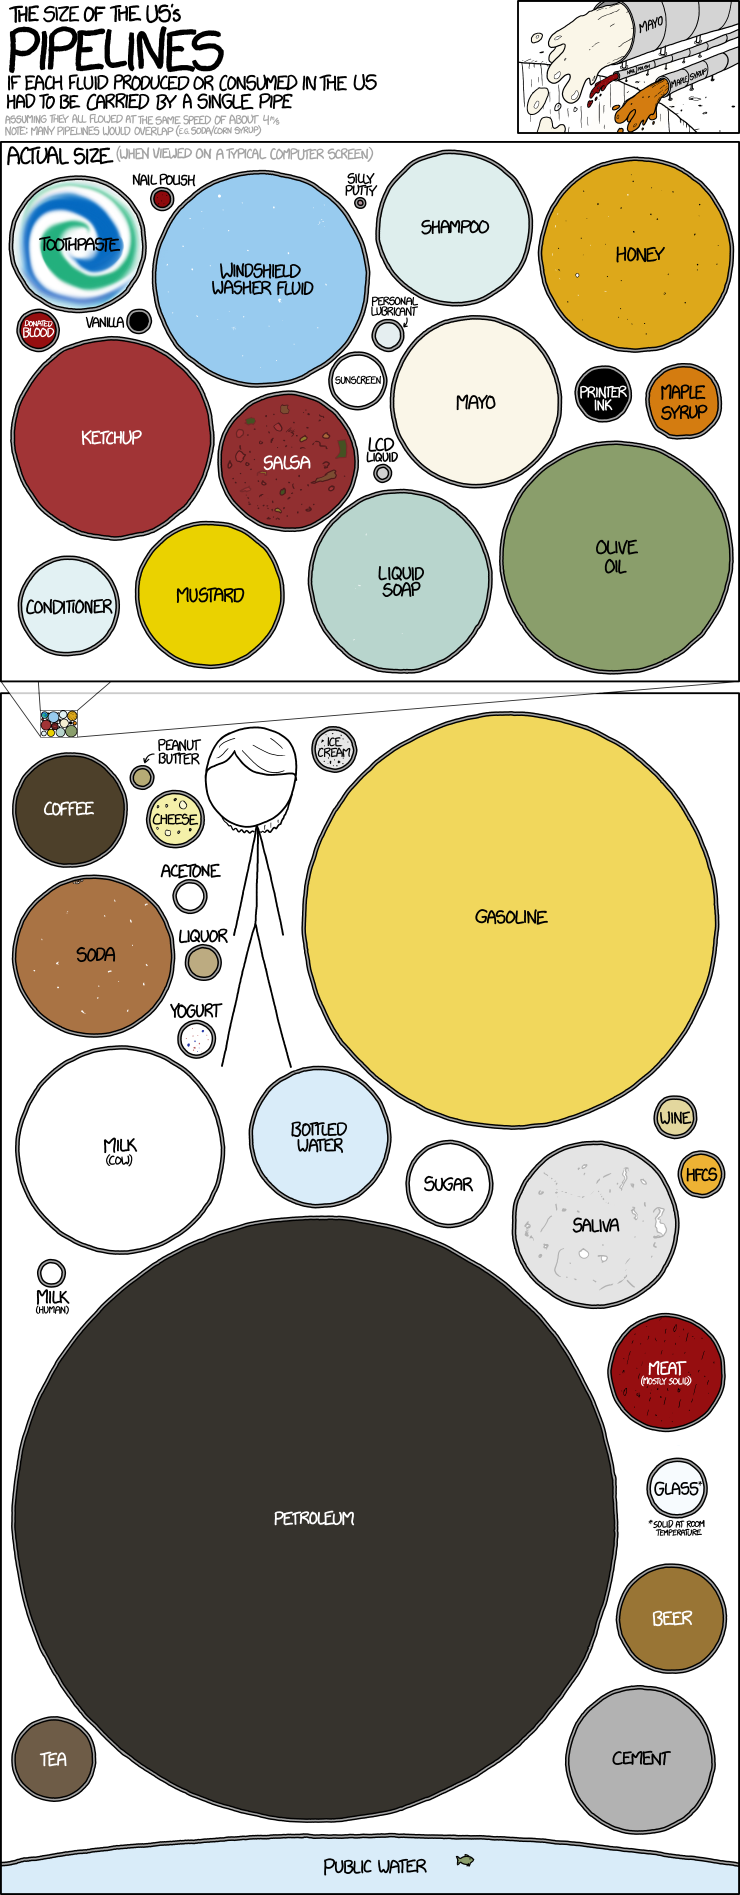 THE SIZE OF THE US's
PIPELINES
IF EACH FLUID PRODUCED OR CONSUMED IN THE US
HAD TO BE CARRIED BY A SINGLE PIPE
ASSUMING THEY ALL FLOWED AT THE SAME SPEED OF ABOUT 4 m/s
NOTE: MANY PIPELINES WOULD OVERLAP (E.G. SODA/CORN SYRUP)
MAYO
NAIL POLISH
MAPLE SYRUP
ACTUAL SIZE (WHEN VIEWED ON A TYPICAL COMPUTER SCREEN)
TOOTHPASTE
NAIL POLISH
WINDSHIELD
WASHER FLUID
SILLY
PUTTY
SHAMPOO
HONEY
DONATED
BLOOD
VANILLA
PERSONAL
LUBRICANT
SUNSCREEN
KETCHUP
SALSA
LCD
LIQUID
MAYO
PRINTER
INK
MAPLE
SYRUP
CONDITIONER
MUSTARD
LIQUID
SOAP
OLIVE
OIL
COFFEE
PEANUT
BUTTER
CHEESE
ICE
CREAM
ACETONE
SODA
LIQUOR
YOGURT
GASOLINE
MILK
(COW)
BOTTLED
WATER
SUGAR
WINE
HFCS
SALIVA
MILK
(HUMAN)
PETROLEUM
MEAT
(MOSTLY SOLID)
GLASS*
*SOLID AT ROOM
TEMPERATURE
BEER
TEA
CEMENT
PUBLIC WATER